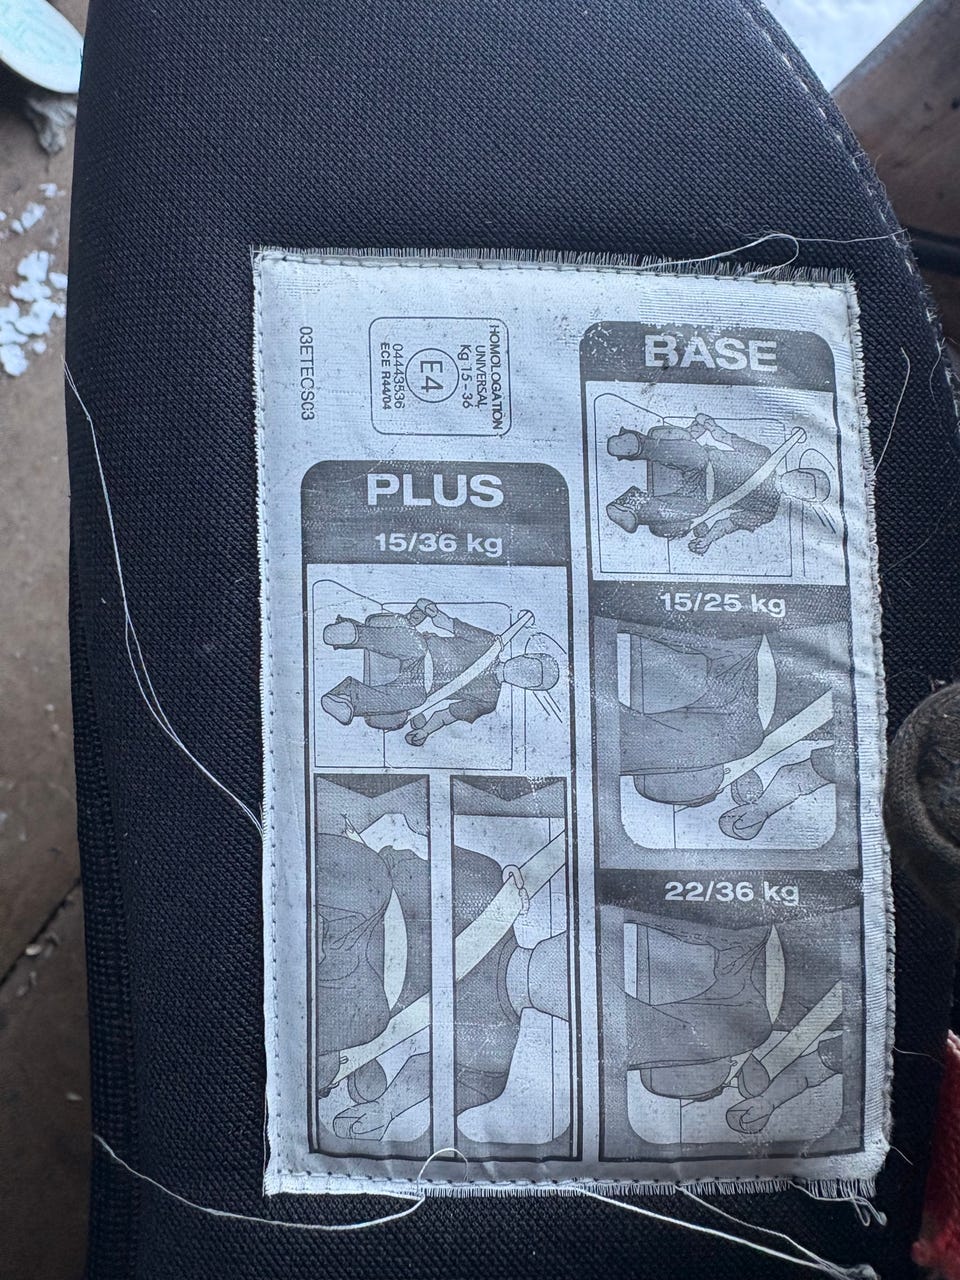 BASE
15/25 kg
22/36 kg
PLUS
15/36 kg
HOMOLOGATION
UNIVERSAL
Kg 15-36
E4
04443536
ECE R44/04
03ETECSC3